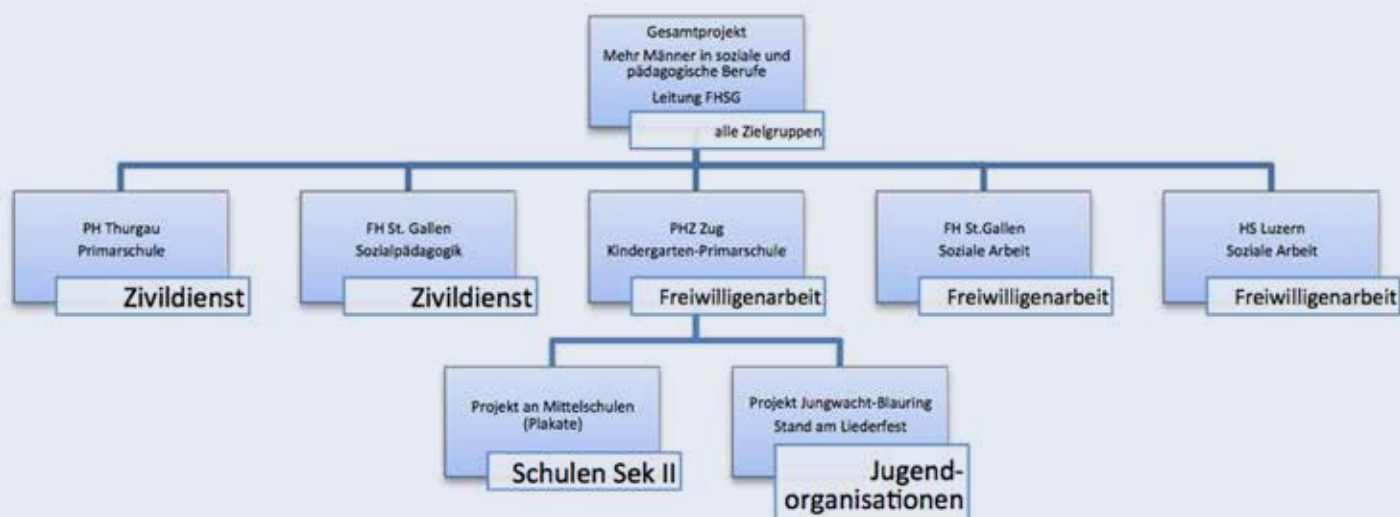 Gesamtprojekt
Mehr Männer in soziale und
pädagogische Berufe
Leitung FHSG
alle Zielgruppen
PH Thurgau
Primarschule
Zivildienst
FH St. Gallen
Sozialpädagogik
Zivildienst
PHZ Zug
Kindergarten-Primarschule
Freiwilligenarbeit
FH St.Gallen
Soziale Arbeit
Freiwilligenarbeit
HS Luzern
Soziale Arbeit
Freiwilligenarbeit
Projekt an Mittelschulen
(Plakate)
Schulen Sek II
Projekt Jungwacht-Blauring
Stand am Liederfest
Jugend-
organisationen